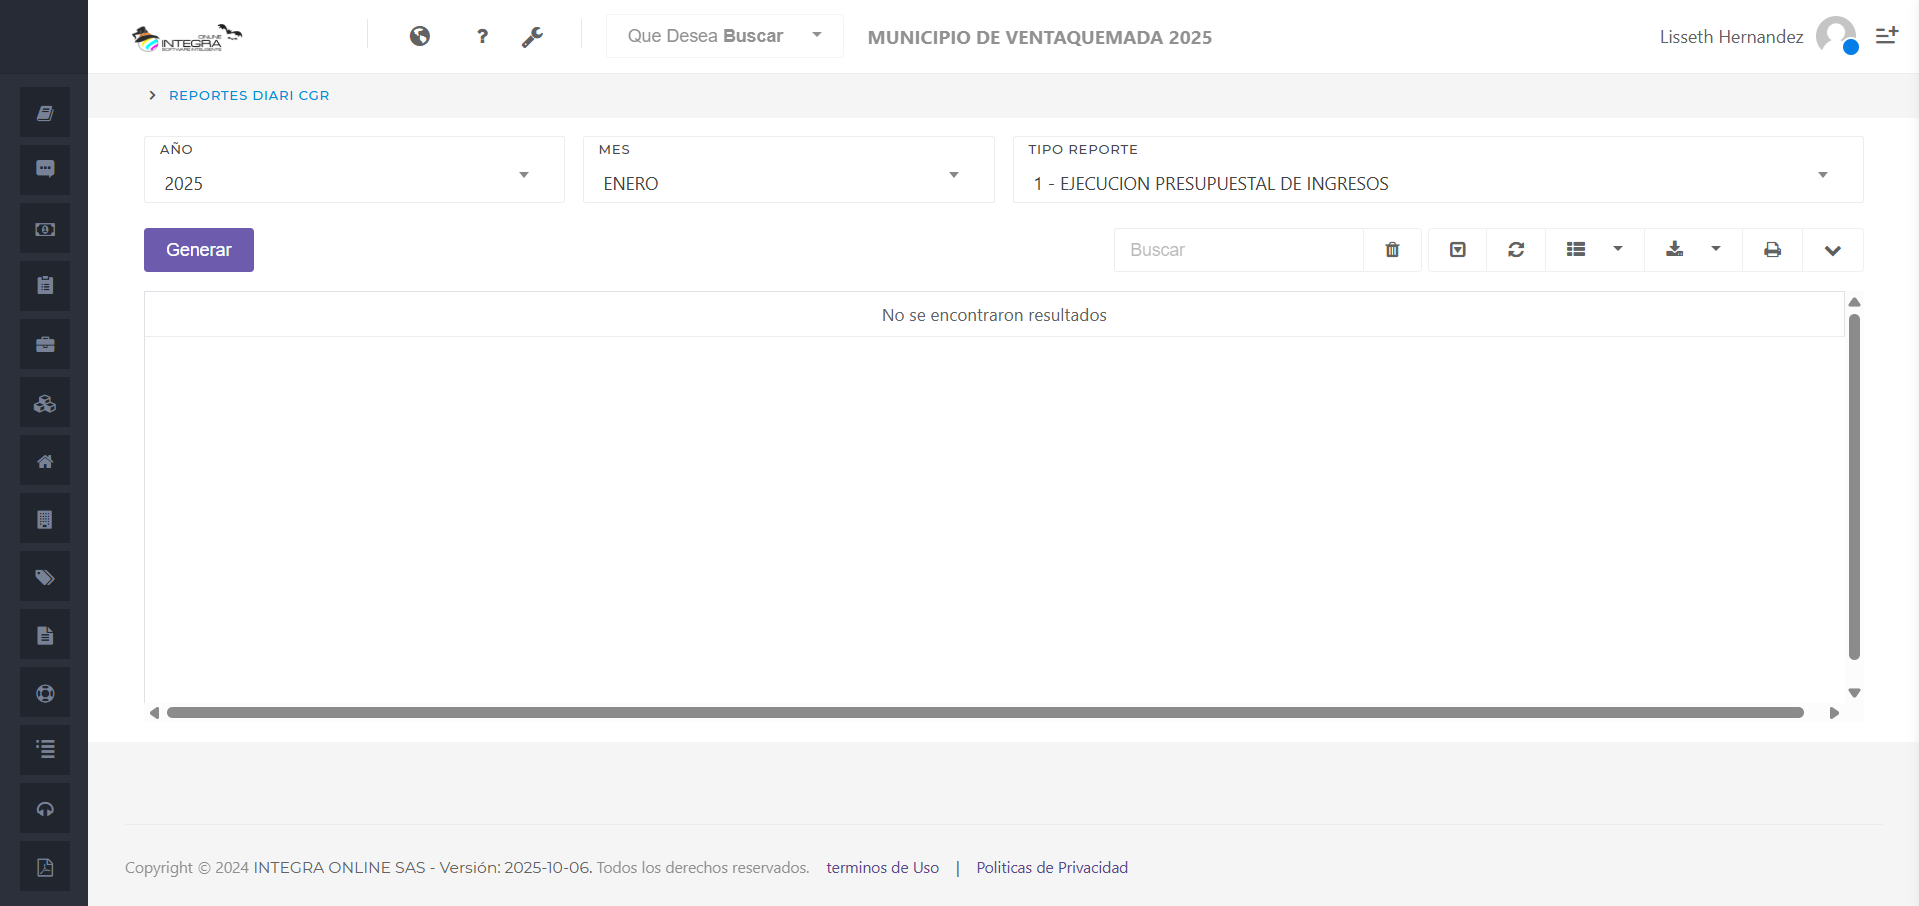 ONLINE
INTEGRA
SOFTWARE INTELIGENTE
Que Desea Buscar
MUNICIPIO DE VENTAQUEMADA 2025
Lisseth Hernandez
REPORTES DIARI CGR
AÑO
2025
MES
ENERO
TIPO REPORTE
1 - EJECUCION PRESUPUESTAL DE INGRESOS
Generar
Buscar
No se encontraron resultados
Copyright © 2024 INTEGRA ONLINE SAS - Versión: 2025-10-06. Todos los derechos reservados. terminos de Uso | Politicas de Privacidad